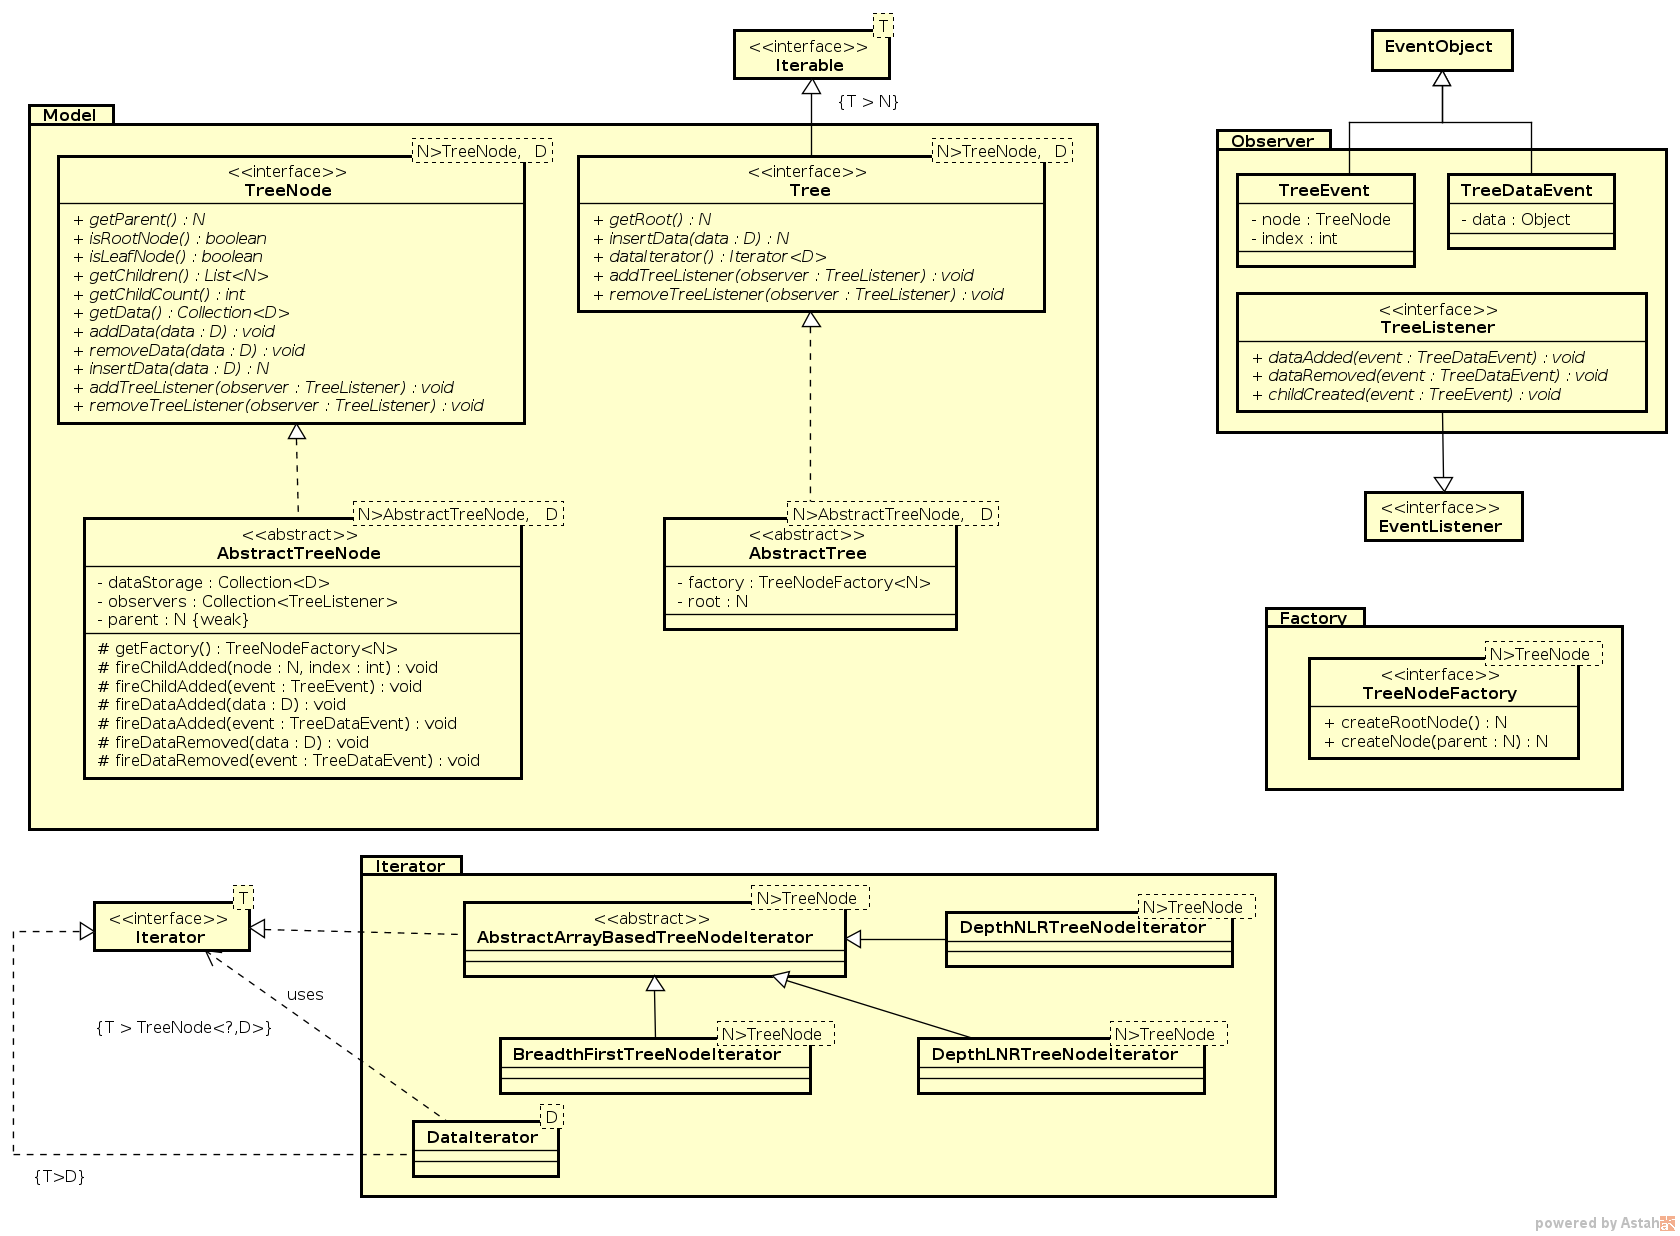 T
<<interface>>
Iterable
{T > N}
Model
N>TreeNode, D
<<interface>>
TreeNode
+ getParent() : N
+ isRootNode() : boolean
+ isLeafNode() : boolean
+ getChildren() : List<N>
+ getChildCount() : int
+ getData() : Collection<D>
+ addData(data : D) : void
+ removeData(data : D) : void
+ insertData(data : D) : N
+ addTreeListener(observer : TreeListener) : void
+ removeTreeListener(observer : TreeListener) : void
N>TreeNode, D
<<interface>>
Tree
+ getRoot() : N
+ insertData(data : D) : N
+ dataIterator() : Iterator<D>
+ addTreeListener(observer : TreeListener) : void
+ removeTreeListener(observer : TreeListener) : void
N>AbstractTreeNode, D
<<abstract>>
AbstractTreeNode
- dataStorage : Collection<D>
- observers : Collection<TreeListener>
- parent : N {weak}
# getFactory() : TreeNodeFactory<N>
# fireChildAdded(node : N, index : int) : void
# fireChildAdded(event : TreeEvent) : void
# fireDataAdded(data : D) : void
# fireDataAdded(event : TreeDataEvent) : void
# fireDataRemoved(data : D) : void
# fireDataRemoved(event : TreeDataEvent) : void
N>AbstractTreeNode, D
<<abstract>>
AbstractTree
- factory : TreeNodeFactory<N>
- root : N
EventObject
Observer
TreeEvent
- node : TreeNode
- index : int
TreeDataEvent
- data : Object
<<interface>>
TreeListener
+ dataAdded(event : TreeDataEvent) : void
+ dataRemoved(event : TreeDataEvent) : void
+ childCreated(event : TreeEvent) : void
<<interface>>
EventListener
Factory
N>TreeNode
<<interface>>
TreeNodeFactory
+ createRootNode() : N
+ createNode(parent : N) : N
Iterator
T
<<interface>>
Iterator
N>TreeNode
<<abstract>>
AbstractArrayBasedTreeNodeIterator
N>TreeNode
DepthNLRTreeNodeIterator
uses
{T > TreeNode<?,D>}
N>TreeNode
BreadthFirstTreeNodeIterator
N>TreeNode
DepthLNRTreeNodeIterator
D
DataIterator
{T>D}
powered by Astah